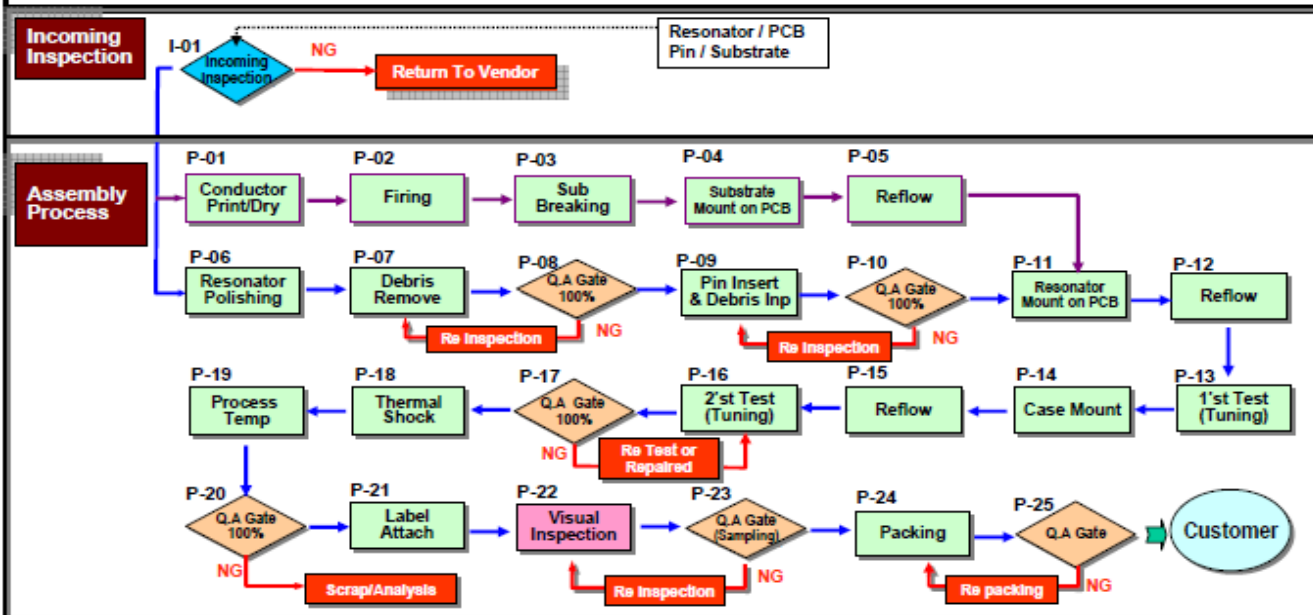 Incoming
Inspection
I-01
Incoming
Inspection
NG
Return To Vendor
Resonator / PCB
Pin / Substrate
Assembly
Process
P-01
Conductor
Print/Dry
P-02
Firing
P-03
Sub
Breaking
P-04
Substrate
Mount on PCB
P-05
Reflow
P-06
Resonator
Polishing
P-07
Debris
Remove
P-08
Q.A Gate
100%
NG
Re Inspection
P-09
Pin Insert
& Debris Inp
P-10
Q.A Gate
100%
NG
Re Inspection
P-11
Resonator
Mount on PCB
P-12
Reflow
P-13
1'st Test
(Tuning)
P-14
Case Mount
P-15
Reflow
P-16
2'st Test
(Tuning)
P-17
Q.A Gate
100%
NG
Re Test or
Repaired
P-18
Thermal
Shock
P-19
Process
Temp
P-20
Q.A Gate
100%
NG
Scrap/Analysis
P-21
Label
Attach
P-22
Visual
Inspection
P-23
Q.A Gate
(Sampling)
NG
Re Inspection
P-24
Packing
P-25
Q.A Gate
NG
Re packing
Customer